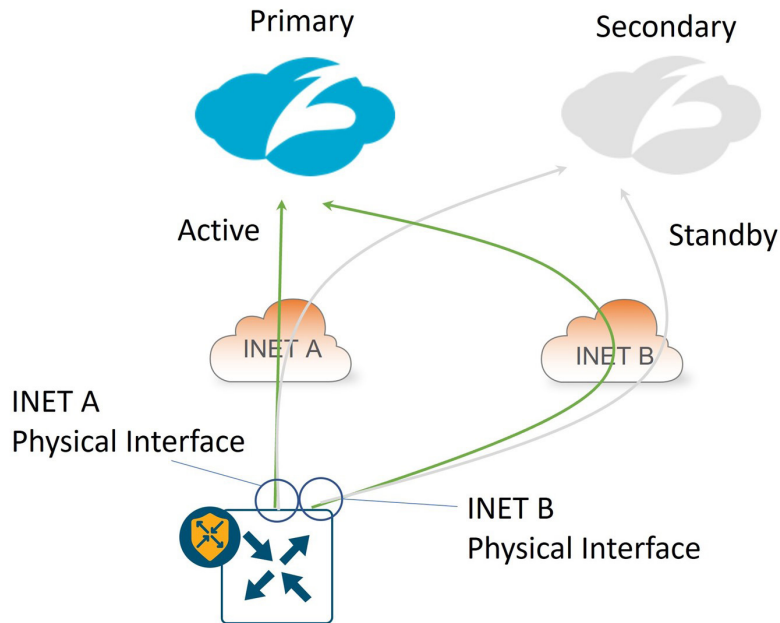 Primary
Secondary
Active
Standby
INET A
INET B
INET A
Physical Interface
INET B
Physical Interface